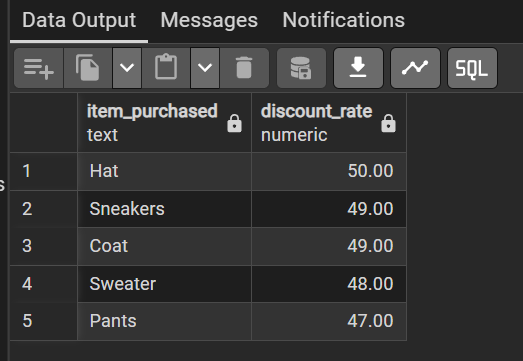 Data Output Messages Notifications
SQL
item_purchased discount_rate
text numeric
1 Hat 50.00
s
2 Sneakers 49.00
3 Coat 49.00
4 Sweater 48.00
5 Pants 47.00